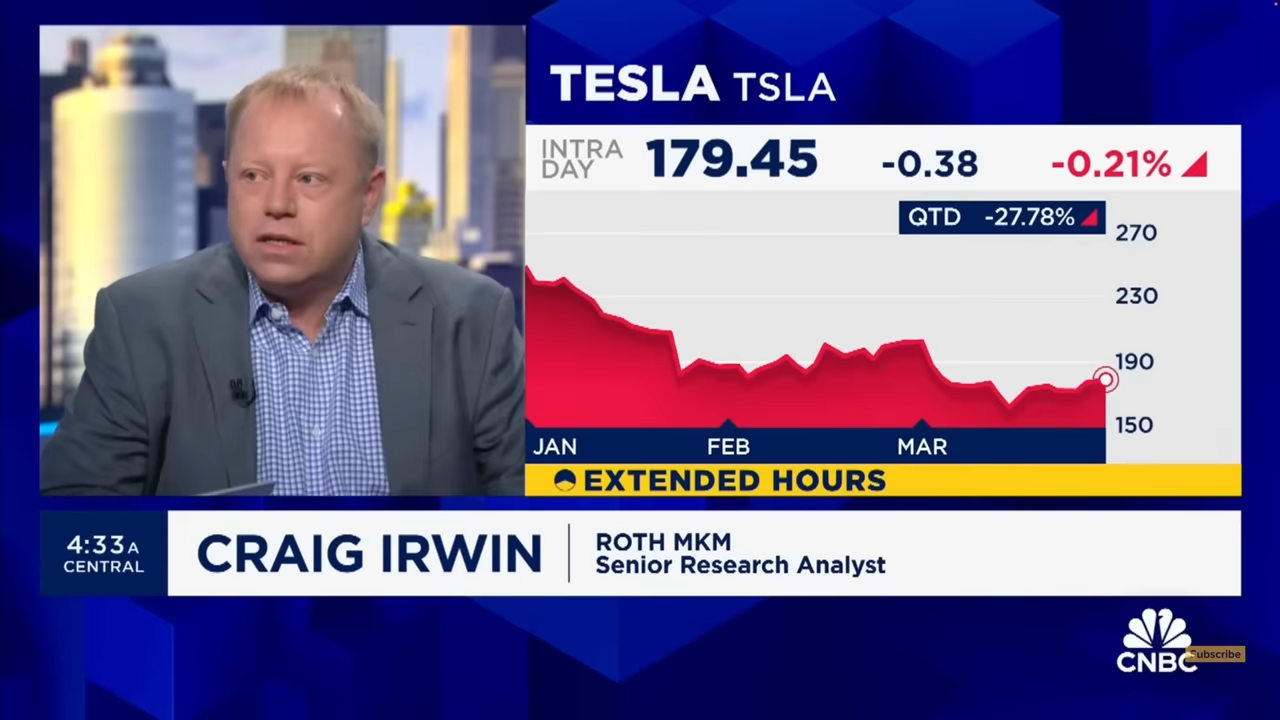 TESLA TSLA
INTRA DAY 179.45 -0.38 -0.21%
QTD -27.78%
270
230
190
150
JAN FEB MAR
EXTENDED HOURS
4:33A
CENTRAL
CRAIG IRWIN
ROTH MKM
Senior Research Analyst
CNBC
Subscribe